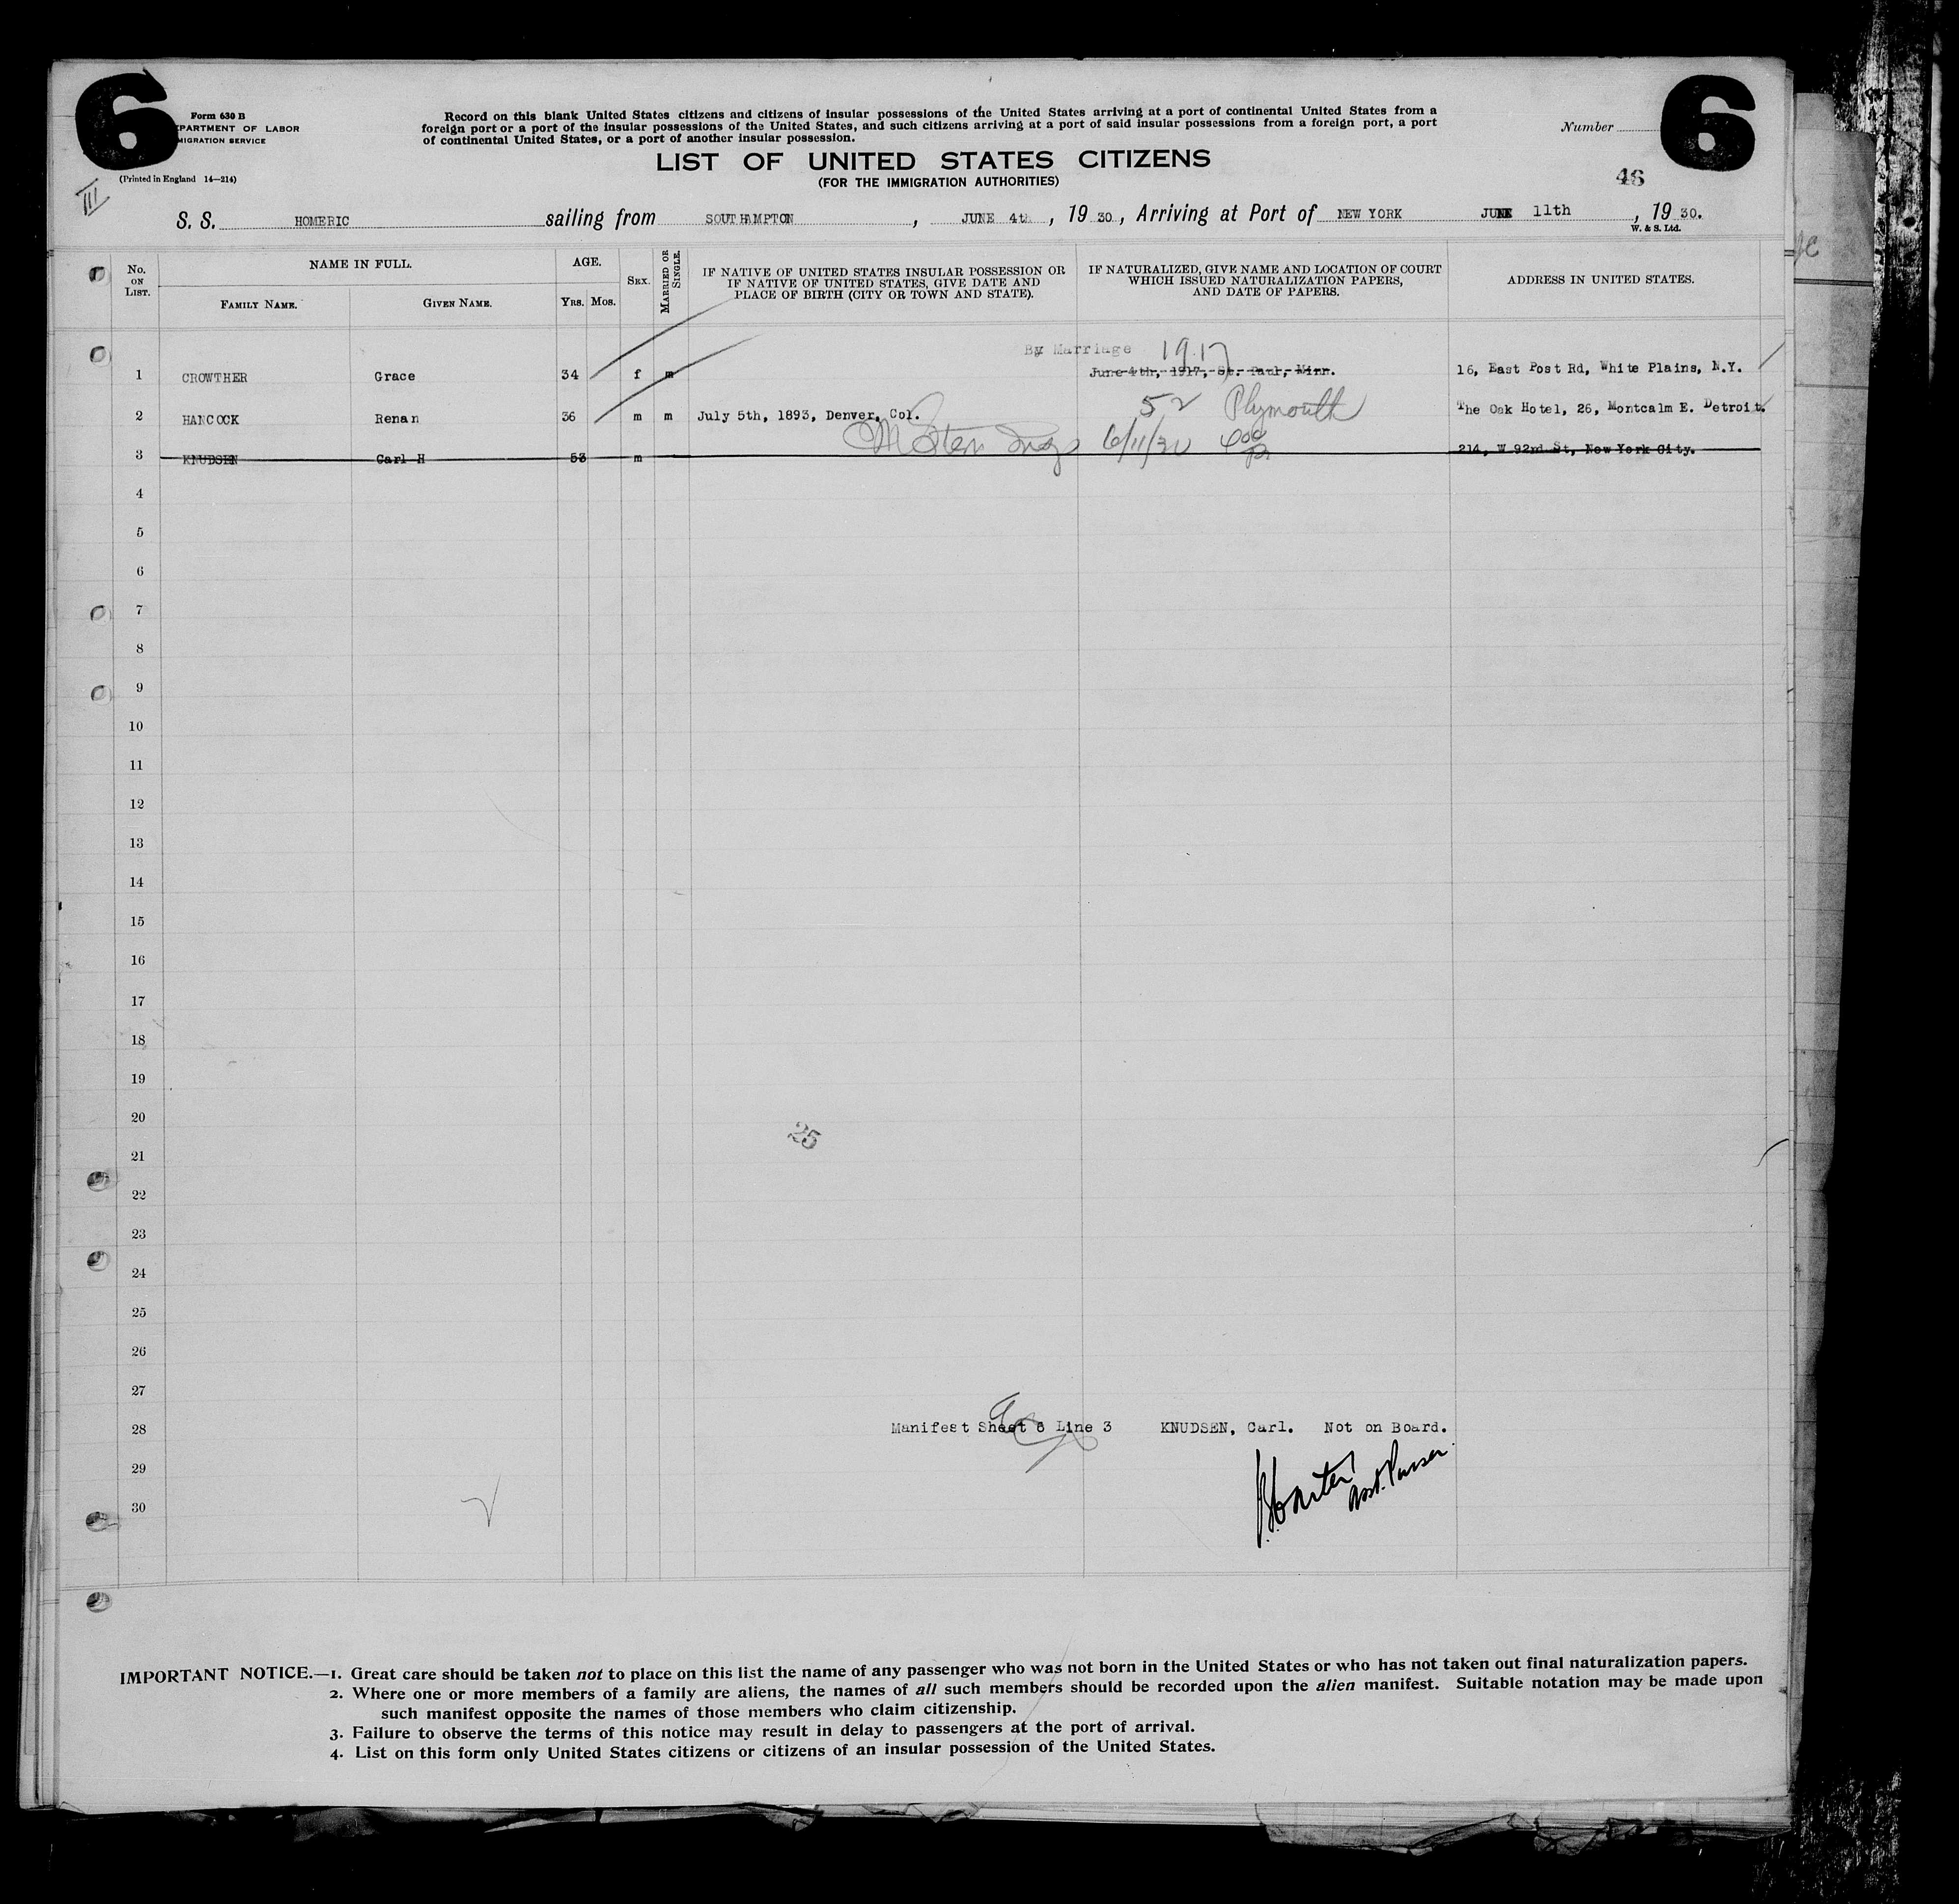 6
6
Form 630 B
PARTMENT OF LABOR
MIGRATION SERVICE
(Printed in England 14—214)
III
Record on this blank United States citizens and citizens of insular possessions of the United States arriving at a port of continental United States from a
foreign port or a port of the insular possessions of the United States, and such citizens arriving at a port of said insular possessions from a foreign port, a port
of continental United States, or a port of another insular possession.
Number
LIST OF UNITED STATES CITIZENS
(FOR THE IMMIGRATION AUTHORITIES)
46
S. S. HOMERIC sailing from SOUTHAMPTON, JUNE 4th, 1930, Arriving at Port of NEW YORK JUNE 11th, 1930.
W. & S. Ltd.
No. ON LIST.
NAME IN FULL.
FAMILY NAME. GIVEN NAME.
AGE.
YRS. MOS.
SEX.
MARRIED OR SINGLE.
IF NATIVE OF UNITED STATES INSULAR POSSESSION OR
IF NATIVE OF UNITED STATES, GIVE DATE AND
PLACE OF BIRTH (CITY OR TOWN AND STATE).
IF NATURALIZED, GIVE NAME AND LOCATION OF COURT
WHICH ISSUED NATURALIZATION PAPERS,
AND DATE OF PAPERS.
ADDRESS IN UNITED STATES.
By Marriage 1917
1 CROWTHER Grace 34 f m June 4th, 1917, St. Paul, Minn. 16, East Post Rd, White Plains, N.Y.
52 Plymouth
2 HANCOCK Renan 36 m m July 5th, 1893, Denver, Col. The Oak Hotel, 26, Montcalm E. Detroit.
6/11/30
3 KNUDSEN Carl H 53 m 214, W 92nd St, New York City.
4
5
6
7
8
9
10
11
12
13
14
15
16
17
18
19
20
25
21
22
23
24
25
26
27
28 Manifest Sheet 6 Line 3 KNUDSEN, Carl. Not on Board.
29
Asst. Purser
30
IMPORTANT NOTICE.—1. Great care should be taken not to place on this list the name of any passenger who was not born in the United States or who has not taken out final naturalization papers.
2. Where one or more members of a family are aliens, the names of all such members should be recorded upon the alien manifest. Suitable notation may be made upon
such manifest opposite the names of those members who claim citizenship.
3. Failure to observe the terms of this notice may result in delay to passengers at the port of arrival.
4. List on this form only United States citizens or citizens of an insular possession of the United States.